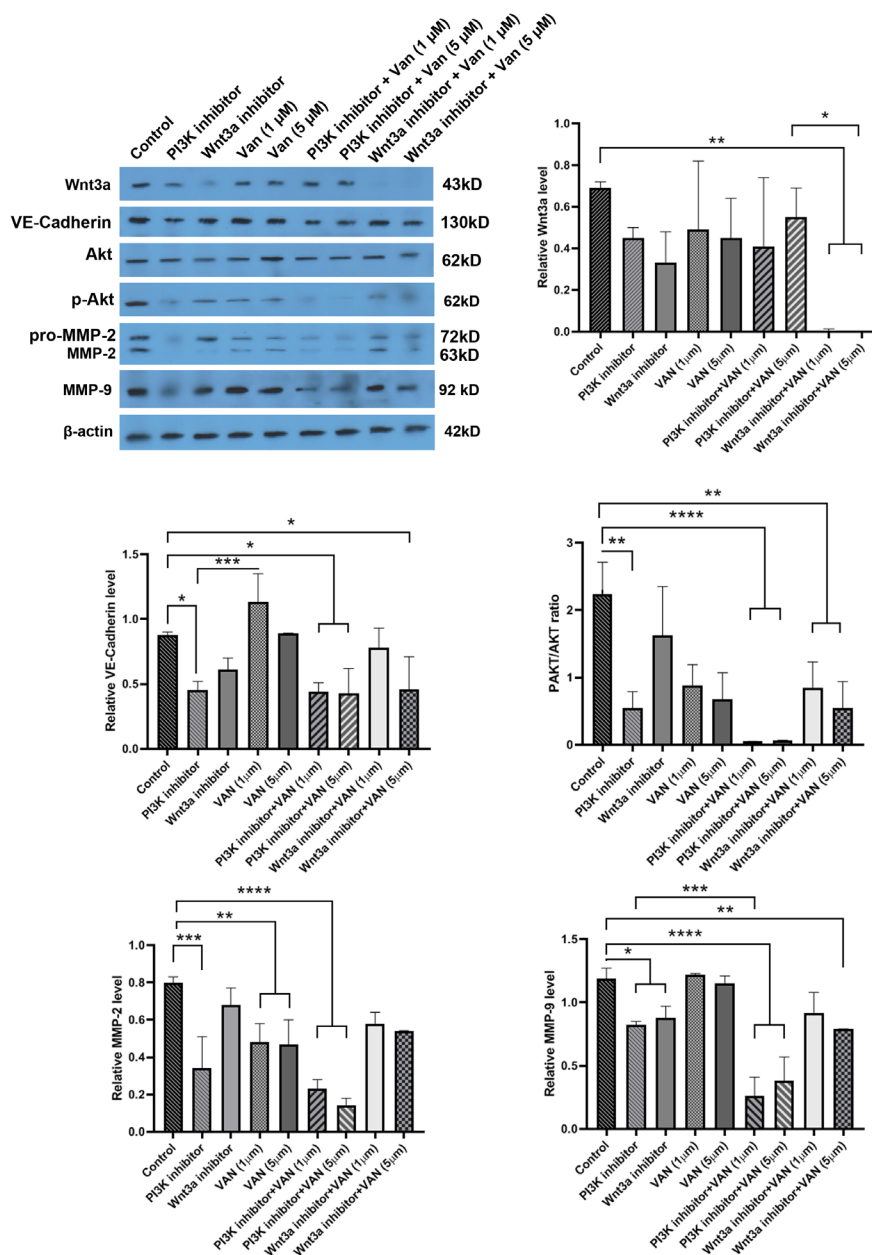 Control
PI3K inhibitor
Wnt3a inhibitor
Van (1 µM)
Van (5 µM)
PI3K inhibitor + Van (1 µM)
PI3K inhibitor + Van (5 µM)
Wnt3a inhibitor + Van (1 µM)
Wnt3a inhibitor + Van (5 µM)
Wnt3a 43kD
VE-Cadherin 130kD
Akt 62kD
p-Akt 62kD
pro-MMP-2 72kD
MMP-2 63kD
MMP-9 92 kD
β-actin 42kD
Relative Wnt3a level
1.0
0.8
0.6
0.4
0.2
0.0
**
*
Control
PI3K inhibitor
Wnt3a inhibitor
VAN (1µm)
VAN (5µm)
PI3K inhibitor+VAN (1µm)
PI3K inhibitor+VAN (5µm)
Wnt3a inhibitor+VAN (1µm)
Wnt3a inhibitor+VAN (5µm)
Relative VE-Cadherin level
1.5
1.0
0.5
0.0
*
*
***
*
Control
PI3K inhibitor
Wnt3a inhibitor
VAN (1µm)
VAN (5µm)
PI3K inhibitor+VAN (1µm)
PI3K inhibitor+VAN (5µm)
Wnt3a inhibitor+VAN (1µm)
Wnt3a inhibitor+VAN (5µm)
PAKT/AKT ratio
3
2
1
0
**
****
**
Control
PI3K inhibitor
Wnt3a inhibitor
VAN (1µm)
VAN (5µm)
PI3K inhibitor+VAN (1µm)
PI3K inhibitor+VAN (5µm)
Wnt3a inhibitor+VAN (1µm)
Wnt3a inhibitor+VAN (5µm)
Relative MMP-2 level
1.0
0.8
0.6
0.4
0.2
0.0
****
**
***
Control
PI3K inhibitor
Wnt3a inhibitor
VAN (1µm)
VAN (5µm)
PI3K inhibitor+VAN (1µm)
PI3K inhibitor+VAN (5µm)
Wnt3a inhibitor+VAN (1µm)
Wnt3a inhibitor+VAN (5µm)
Relative MMP-9 level
1.5
1.0
0.5
0.0
***
**
****
*
Control
PI3K inhibitor
Wnt3a inhibitor
VAN (1µm)
VAN (5µm)
PI3K inhibitor+VAN (1µm)
PI3K inhibitor+VAN (5µm)
Wnt3a inhibitor+VAN (1µm)
Wnt3a inhibitor+VAN (5µm)